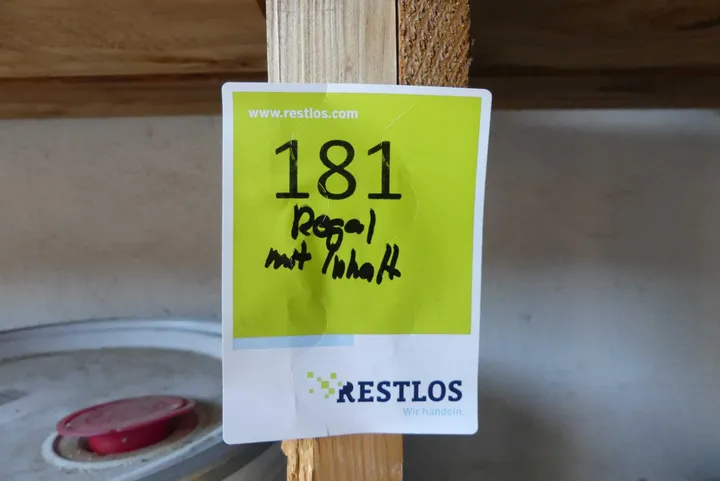 www.restlos.com
181
Regal
mit Inhalt
RESTLOS
Wir handeln.